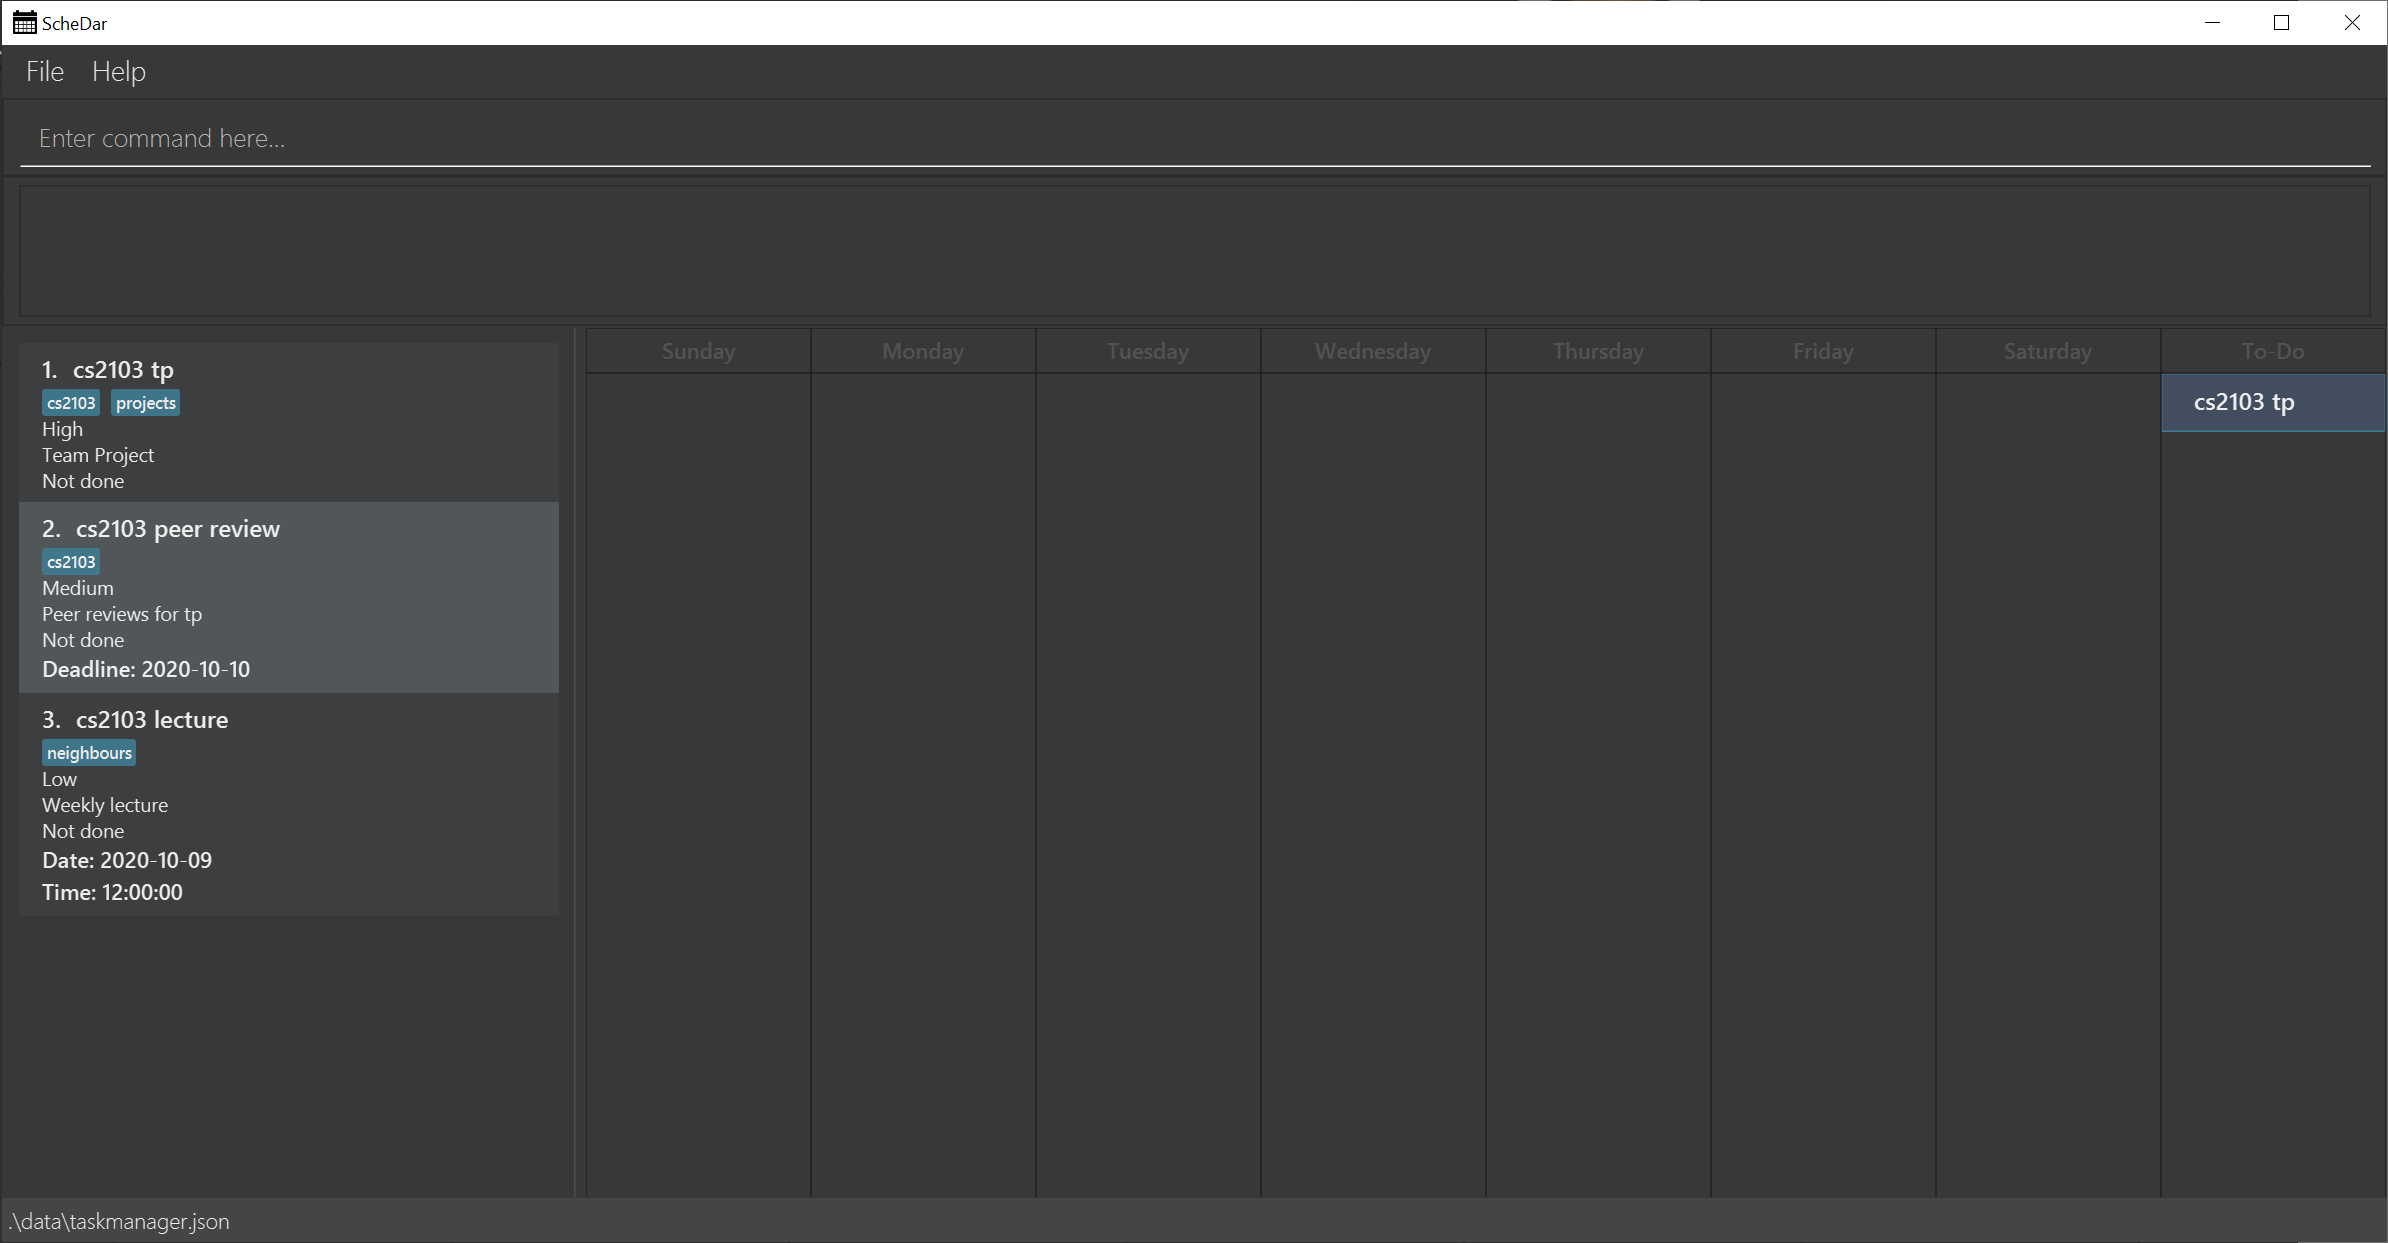 ScheDar
File Help
Enter command here...
1. cs2103 tp
cs2103 projects
High
Team Project
Not done
2. cs2103 peer review
cs2103
Medium
Peer reviews for tp
Not done
Deadline: 2020-10-10
3. cs2103 lecture
neighbours
Low
Weekly lecture
Not done
Date: 2020-10-09
Time: 12:00:00
Sunday Monday Tuesday Wednesday Thursday Friday Saturday To-Do
cs2103 tp
.\data\taskmanager.json